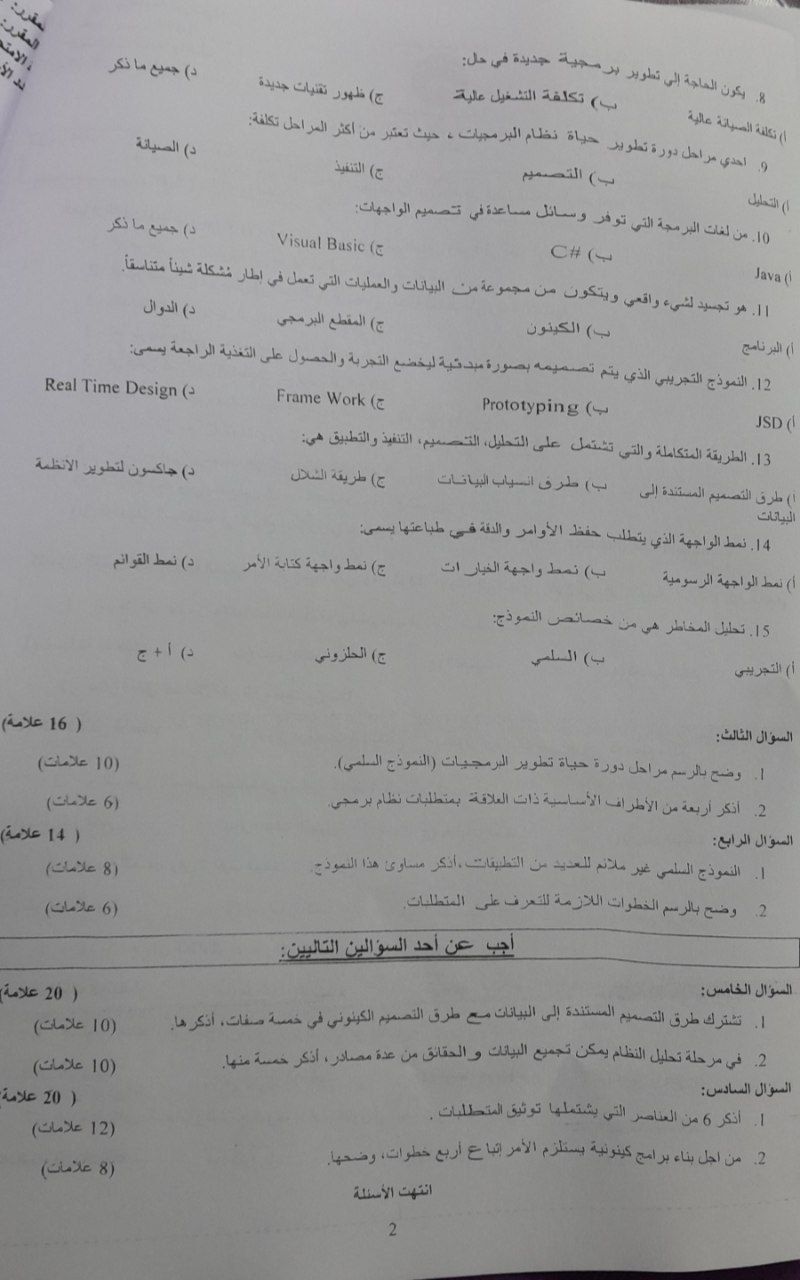 مقرر:
المقرر:
8. يكون الحاجة إلى تطوير برمجية جديدة في حال:
أ) تكلفة الصيانة عالية ب) تكلفة التشغيل عالية ج) ظهور تقنيات جديدة د) جميع ما ذكر
9. احدي مراحل دورة تطوير حياة نظام البرمجيات، حيث تعتبر من أكثر المراحل تكلفة:
أ) التحليل ب) التصميم ج) التنفيذ د) الصيانة
10. من لغات البرمجة التي توفر وسائل مساعدة في تصميم الواجهات:
أ) Java ب) C# ج) Visual Basic د) جميع ما ذكر
11. هو تجسيد لشيء واقعي ويتكون من مجموعة من البيانات والعمليات التي تعمل في إطار مُشكلة شيئاً متناسقاً.
أ) البرنامج ب) الكينون ج) المقطع البرمجي د) الدوال
12. النموذج التجريبي الذي يتم تصميمه بصورة مبدئية ليخضع التجربة والحصول على التغذية الراجعة يسمى:
أ) JSD ب) Prototyping ج) Frame Work د) Real Time Design
13. الطريقة المتكاملة والتي تشتمل على التحليل، التصميم، التنفيذ والتطبيق هي:
أ) طرق التصميم المستندة إلى ب) طرق انسياب البيانات ج) طريقة الشلال د) جاكسون لتطوير الانظمة
البيانات
14. نمط الواجهة الذي يتطلب حفظ الأوامر والدقة في طباعتها يسمى:
أ) نمط الواجهة الرسومية ب) نمط واجهة الخيارات ج) نمط واجهة كتابة الأمر د) نمط القوائم
15. تحليل المخاطر هي من خصائص النموذج:
أ) التجريبي ب) السلمي ج) الحلزوني د) أ + ج
السؤال الثالث: ( 16 علامة)
1. وضح بالرسم مراحل دورة حياة تطوير البرمجيات (النموذج السلمي). (10 علامات)
2. أذكر أربعة من الأطراف الأساسية ذات العلاقة بمتطلبات نظام برمجي. (6 علامات)
السؤال الرابع: ( 14 علامة)
1. النموذج السلمي غير ملائم للعديد من التطبيقات، أذكر مساوئ هذا النموذج. (8 علامات)
2. وضح بالرسم الخطوات اللازمة للتعرف على المتطلبات. (6 علامات)
أجب عن أحد السؤالين التاليين:
السؤال الخامس: ( 20 علامة)
1. تشترك طرق التصميم المستندة إلى البيانات مع طرق التصميم الكينوني في خمسة صفات، أذكرها. (10 علامات)
2. في مرحلة تحليل النظام يمكن تجميع البيانات والحقائق من عدة مصادر، أذكر خمسة منها. (10 علامات)
السؤال السادس: ( 20 علامة)
1. أذكر 6 من العناصر التي يشتملها توثيق المتطلبات. (12 علامات)
2. من اجل بناء برامج كينونية يستلزم الأمر إتباع أربع خطوات، وضحها. (8 علامات)
انتهت الأسئلة
2